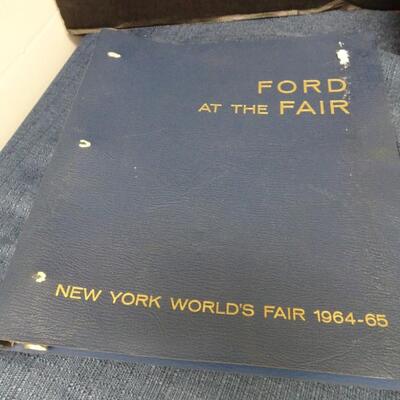 FORD
AT THE FAIR
NEW YORK WORLD'S FAIR 1964-65